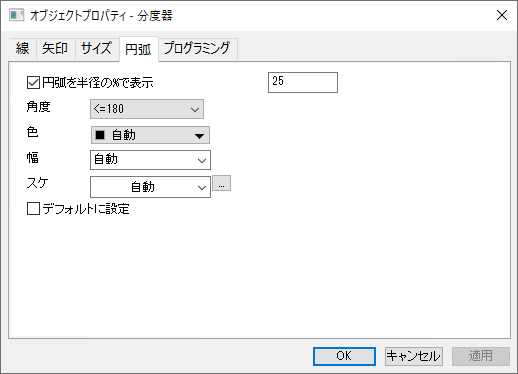 オブジェクトプロパティ - 分度器
線 矢印 サイズ 円弧 プログラミング
円弧を半径の%で表示 25
角度 <=180
色 自動
幅 自動
スケ 自動 ...
デフォルトに設定
OK キャンセル 適用